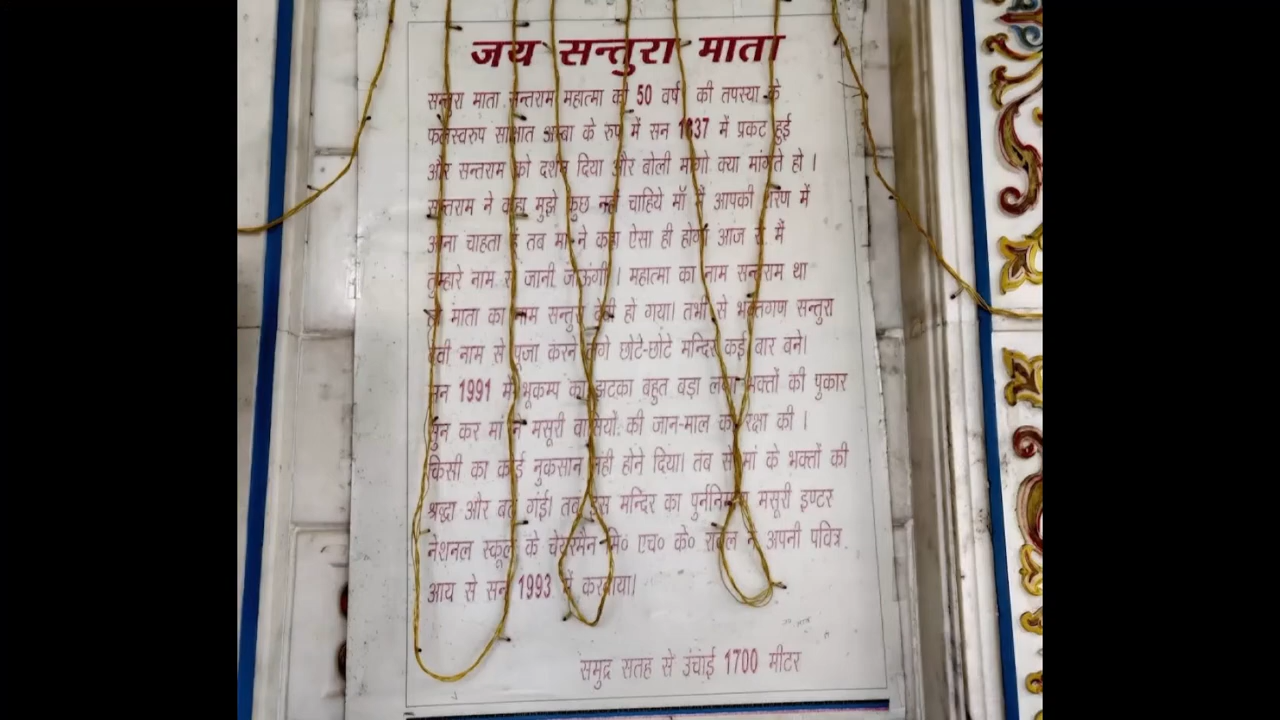 जय सन्तुरा माता
सन्तुरा माता सन्तराम महात्मा की 50 वर्ष की तपस्या के
फलस्वरुप साक्षात अम्बा के रुप में सन 1837 में प्रकट हुई
और सन्तराम को दर्शन दिया और बोली मांगो क्या मांगते हो ।
सन्तराम ने कहा मुझे कुछ नहीं चाहिये माँ मैं आपकी शरण में
आना चाहता हूं तब मां ने कहा ऐसा ही होगा आज से मैं
तुम्हारे नाम से जानी जाऊंगी । महात्मा का नाम सन्तराम था
तो माता का नाम सन्तुरा देवी हो गया। तभी से भक्तगण सन्तुरा
देवी नाम से पूजा करने लगे छोटे-छोटे मन्दिर कई बार बने।
सन 1991 में भूकम्प का झटका बहुत बड़ा लगा भक्तों की पुकार
सुन कर मां ने मसूरी वासियों की जान-माल की रक्षा की ।
किसी का कोई नुकसान नही होने दिया। तब से मां के भक्तों की
श्रद्धा और बढ़ गंई। तब इस मन्दिर का पुर्ननिमाण मसूरी इण्टर
नेशनल स्कूल के चेयरमैन मि० एच० के० रावल ने अपनी पवित्र
आय से सन 1993 में करवाया।
समुद्र सतह से उंचाई 1700 मीटर